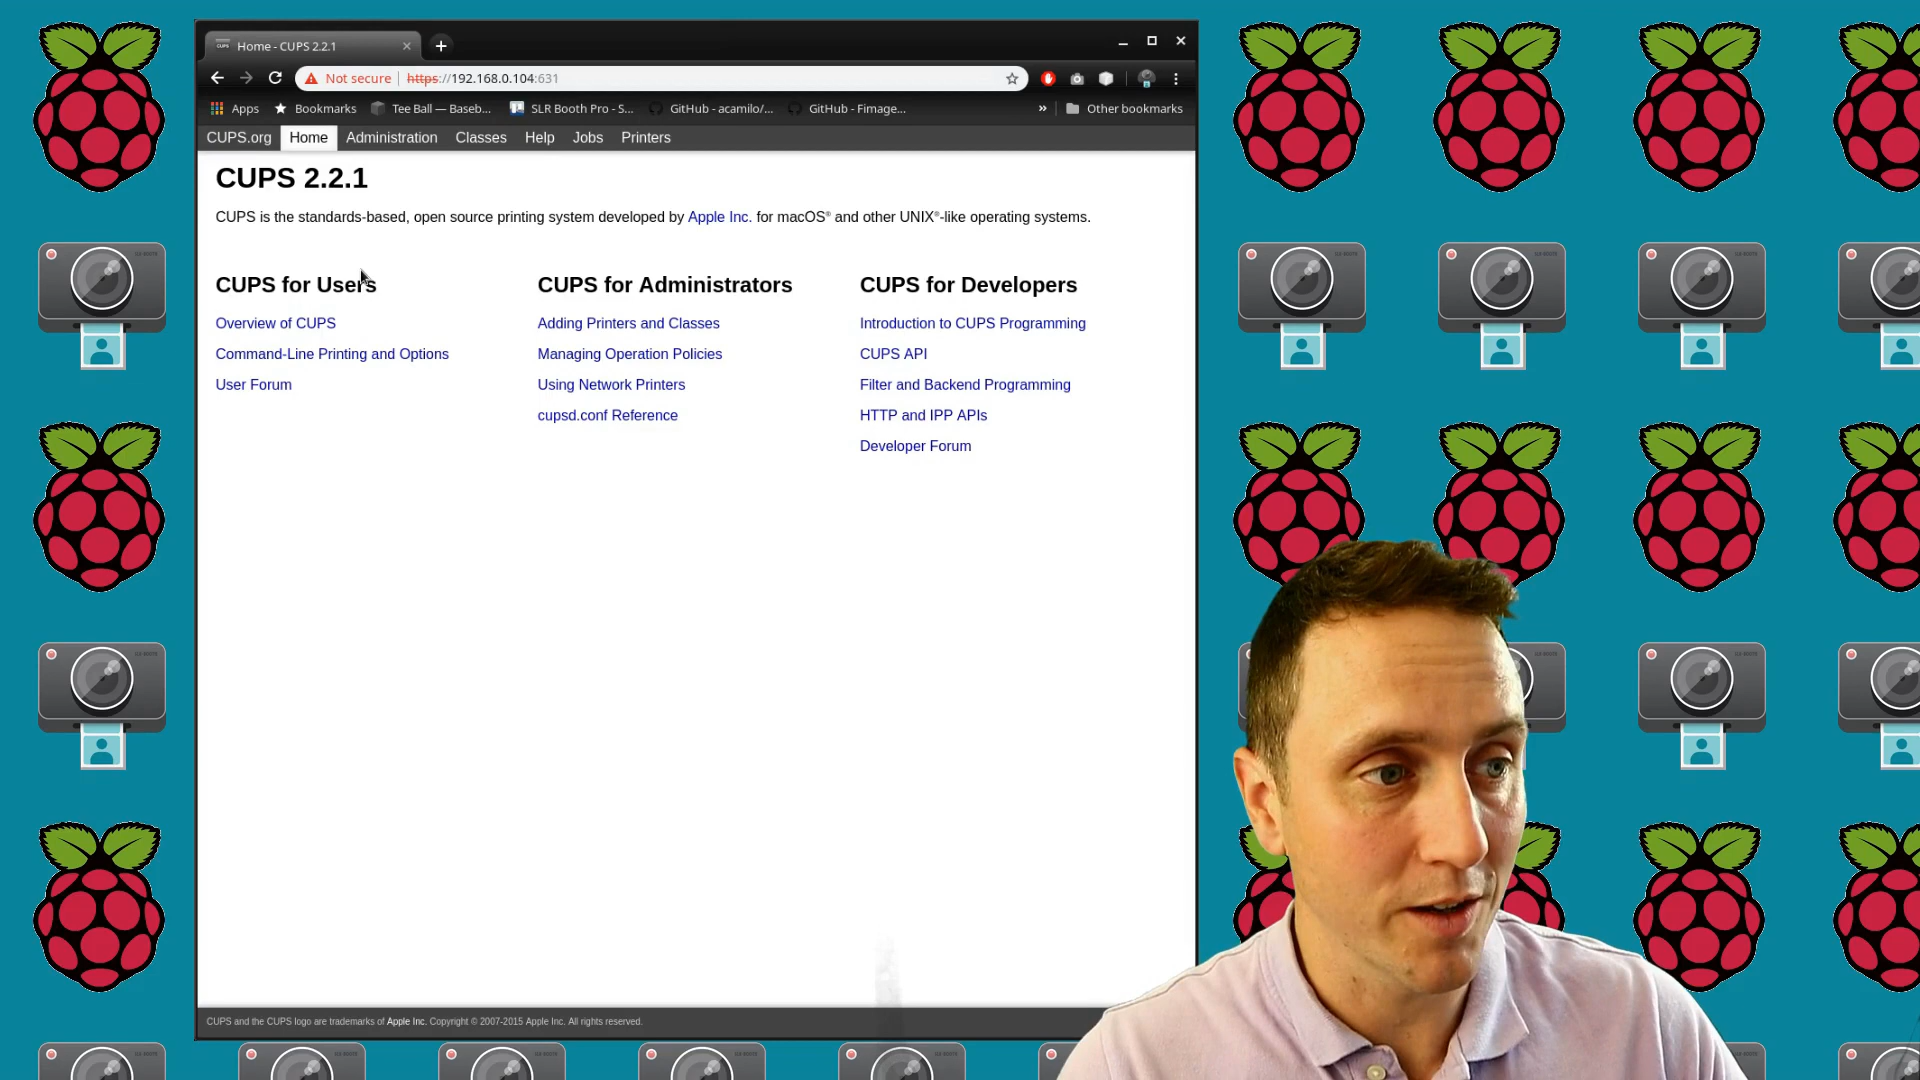 Home - CUPS 2.2.1
Not secure | https://192.168.0.104:631
Apps Bookmarks Tee Ball — Baseb... SLR Booth Pro - S... GitHub - acamilo/... GitHub - Fimage... » Other bookmarks
CUPS.org Home Administration Classes Help Jobs Printers
CUPS 2.2.1
CUPS is the standards-based, open source printing system developed by Apple Inc. for macOS® and other UNIX®-like operating systems.
CUPS for Users
Overview of CUPS
Command-Line Printing and Options
User Forum
CUPS for Administrators
Adding Printers and Classes
Managing Operation Policies
Using Network Printers
cupsd.conf Reference
CUPS for Developers
Introduction to CUPS Programming
CUPS API
Filter and Backend Programming
HTTP and IPP APIs
Developer Forum
CUPS and the CUPS logo are trademarks of Apple Inc. Copyright © 2007-2015 Apple Inc. All rights reserved.